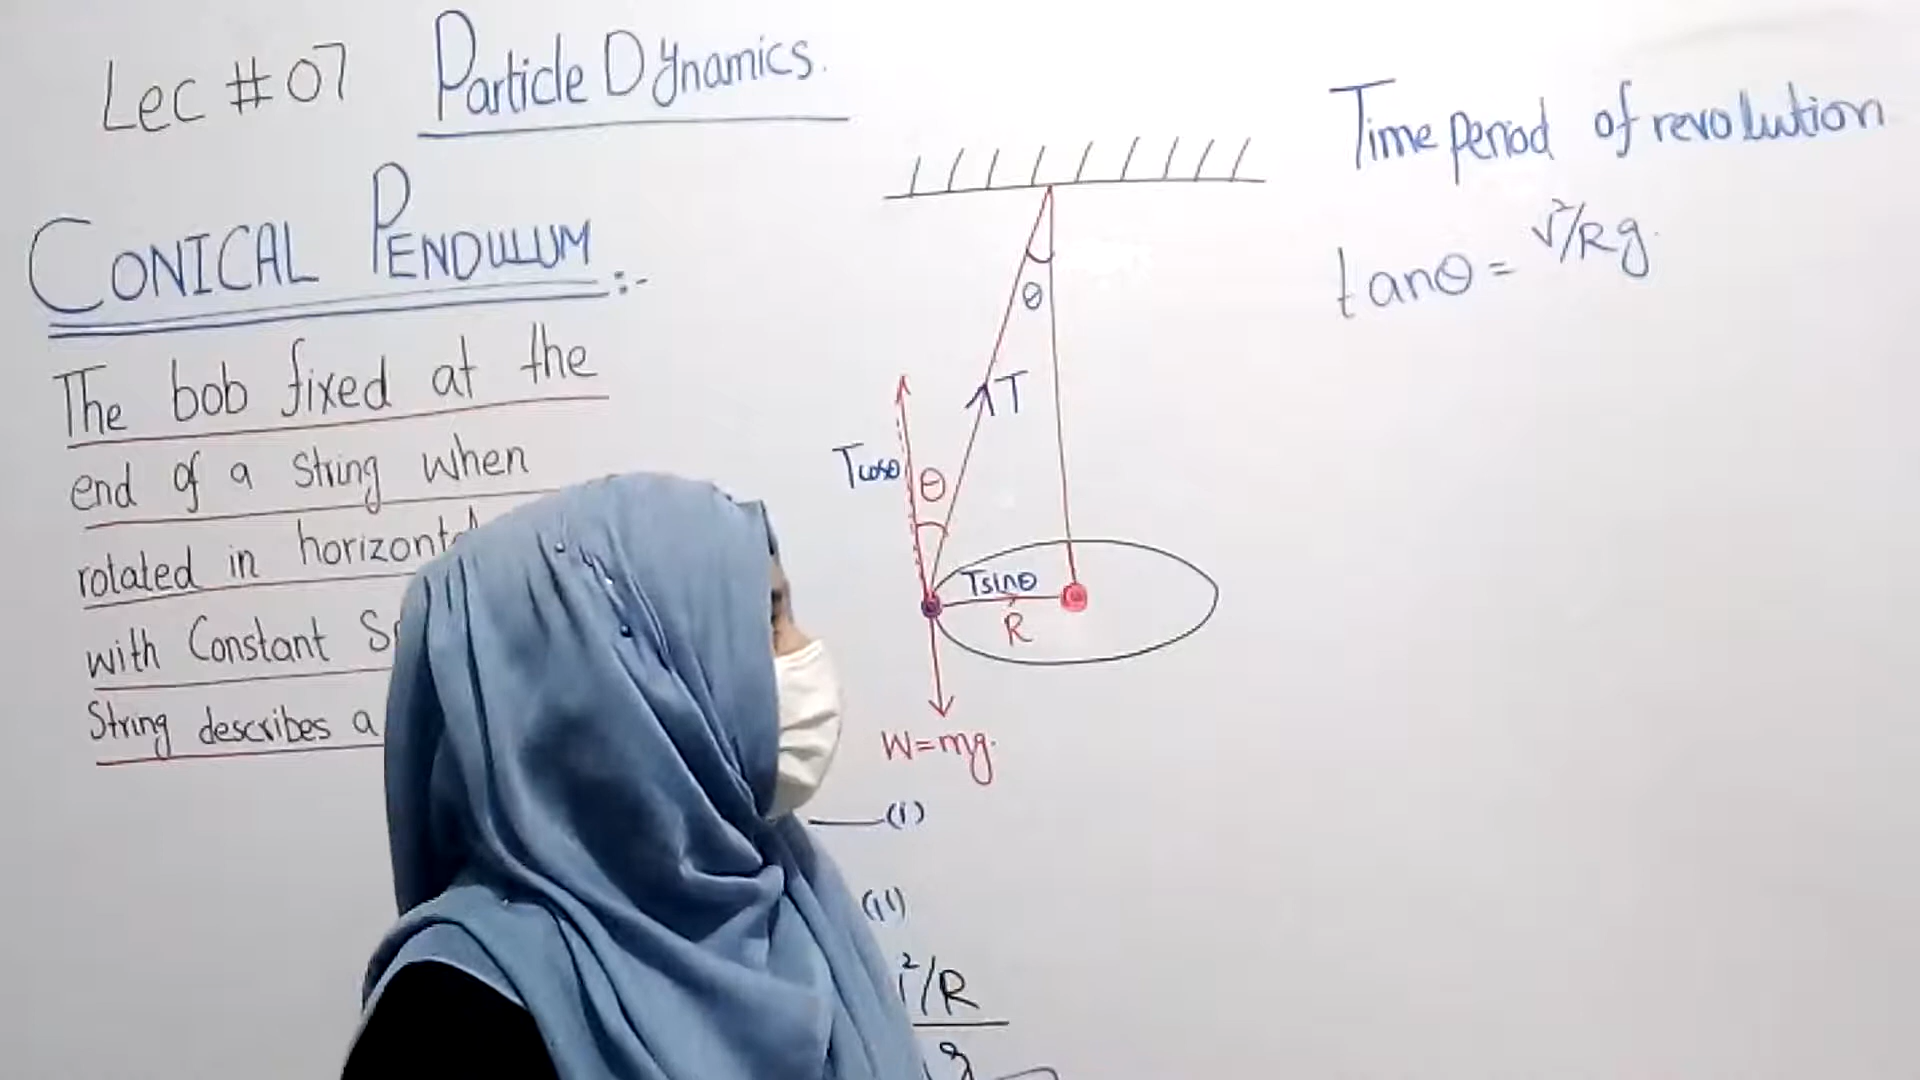 Lec # 07 Particle Dynamics.
CONICAL PENDULUM :-
The bob fixed at the
end of a string when
rotated in
with Constant
String describes a
θ
T
Tcosθ
θ
Tsinθ
R
W=mg.
(i)
(ii)
²/R
Time period of revolution
tanθ = v²/Rg.